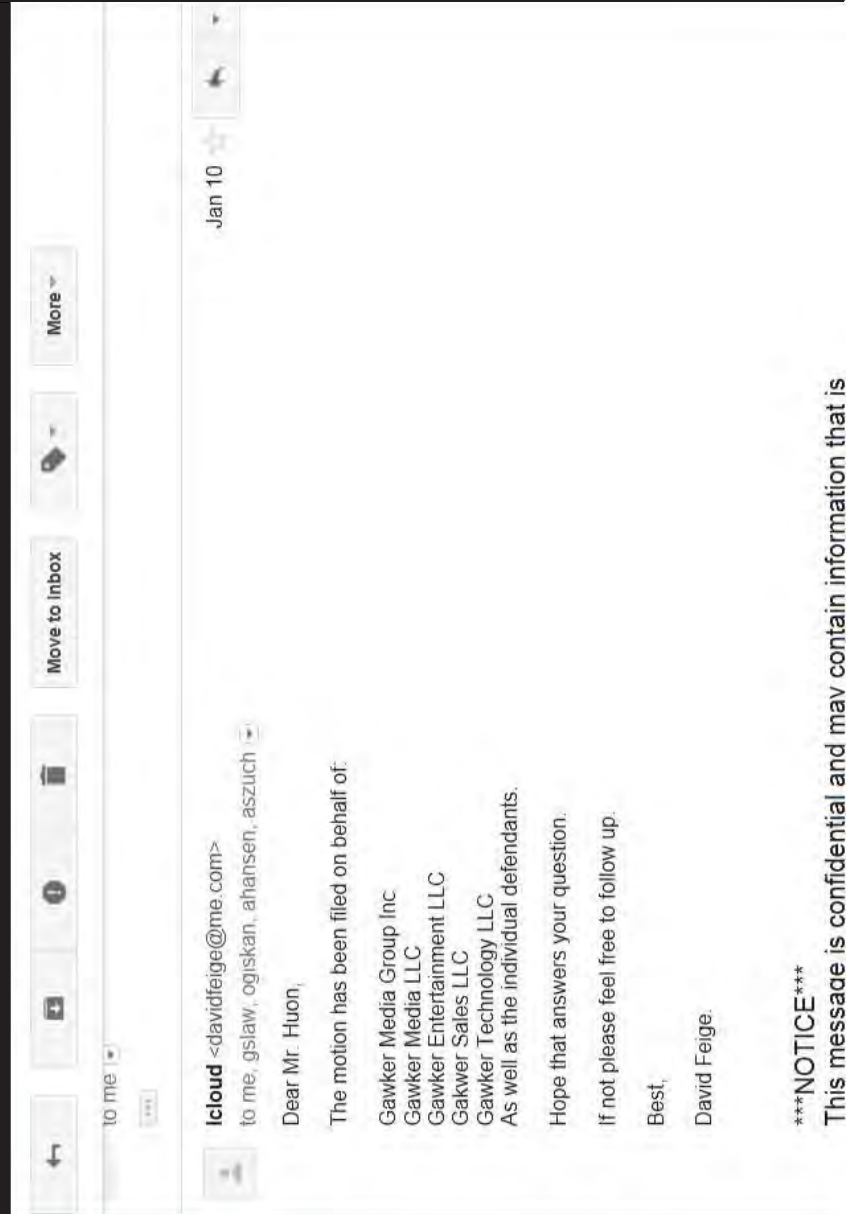 Move to Inbox
More
to me
Icloud <davidfeige@me.com>
Jan 10
to me, gslaw, ogiskan, ahansen, aszuch
Dear Mr. Huon,
The motion has been filed on behalf of:
Gawker Media Group Inc
Gawker Media LLC
Gawker Entertainment LLC
Gakwer Sales LLC
Gawker Technology LLC
As well as the individual defendants.
Hope that answers your question.
If not please feel free to follow up.
Best,
David Feige.
***NOTICE***
This message is confidential and may contain information that is